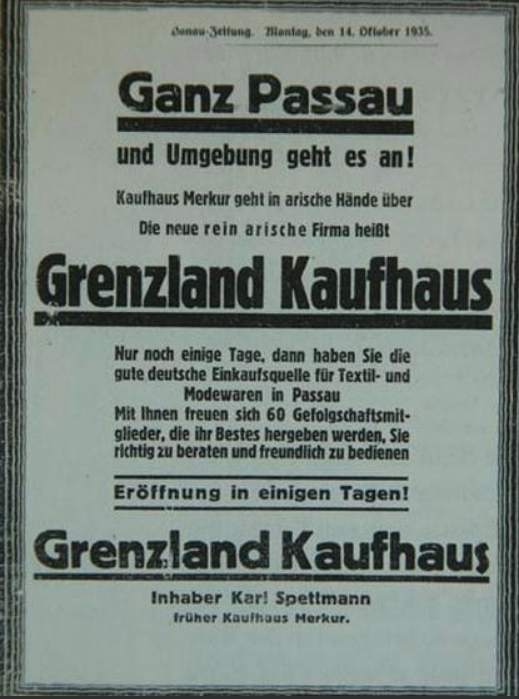 Donau-Zeitung. Montag, den 14. Oktober 1935.
Ganz Passau
und Umgebung geht es an!
Kaufhaus Merkur geht in arische Hände über
Die neue rein arische Firma heißt
Grenzland Kaufhaus
Nur noch einige Tage, dann haben Sie die
gute deutsche Einkaufsquelle für Textil- und
Modewaren in Passau
Mit Ihnen freuen sich 60 Gefolgschaftsmit-
glieder, die ihr Bestes hergeben werden, Sie
richtig zu beraten und freundlich zu bedienen
Eröffnung in einigen Tagen!
Grenzland Kaufhaus
Inhaber Karl Spettmann
früher Kaufhaus Merkur.